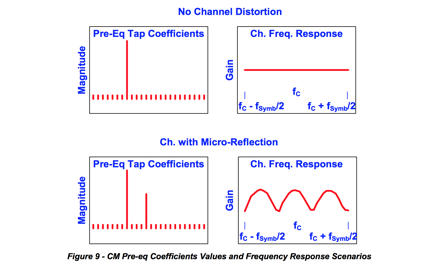 No Channel Distortion
Pre-Eq Tap Coefficients
Magnitude
Ch. Freq. Response
Gain
fC
fC - fSymb/2
fC + fSymb/2
Ch. with Micro-Reflection
Pre-Eq Tap Coefficients
Magnitude
Ch. Freq. Response
Gain
fC
fC - fSymb/2
fC + fSymb/2
Figure 9 - CM Pre-eq Coefficients Values and Frequency Response Scenarios